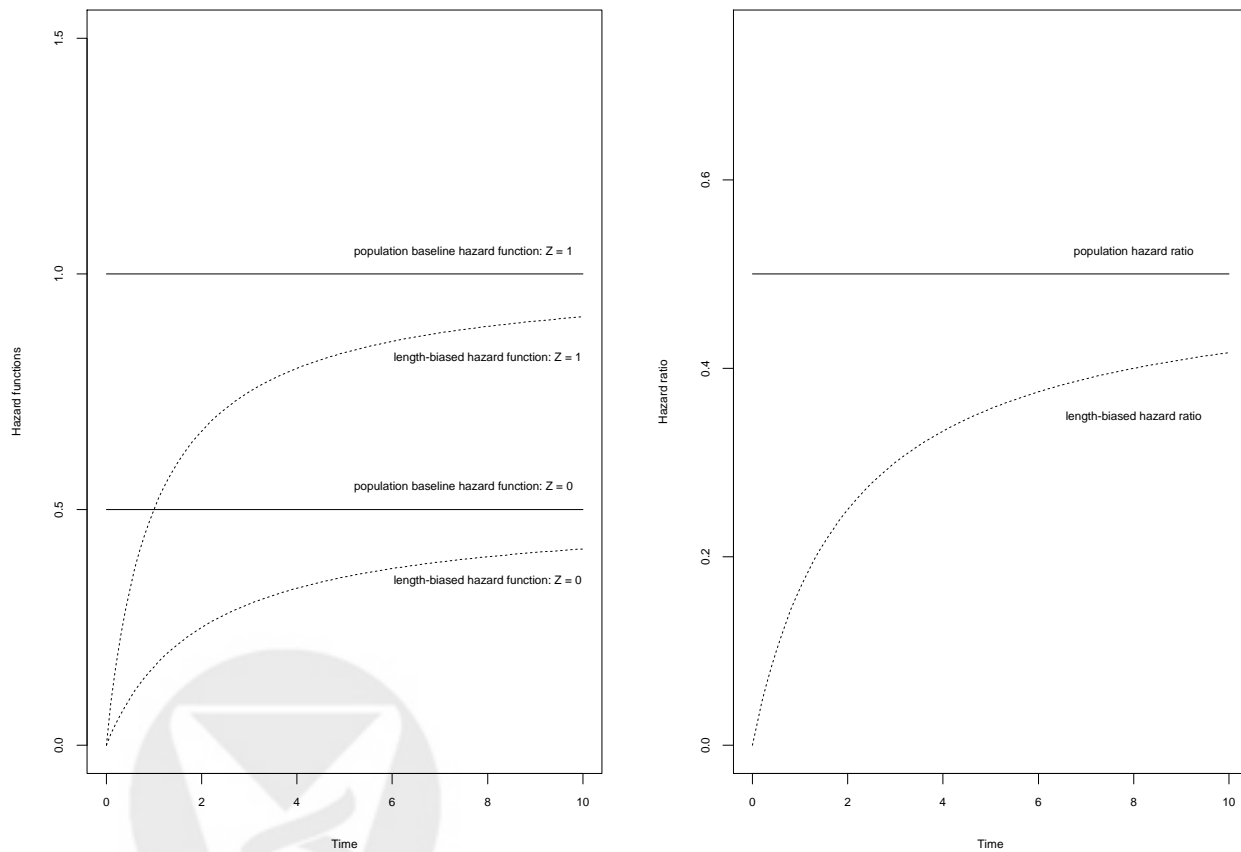 1.5
1.0
0.5
0.0
Hazard functions
population baseline hazard function: Z = 1
length-biased hazard function: Z = 1
population baseline hazard function: Z = 0
length-biased hazard function: Z = 0
0 2 4 6 8 10
Time
0.6
0.4
0.2
0.0
Hazard ratio
population hazard ratio
length-biased hazard ratio
0 2 4 6 8 10
Time